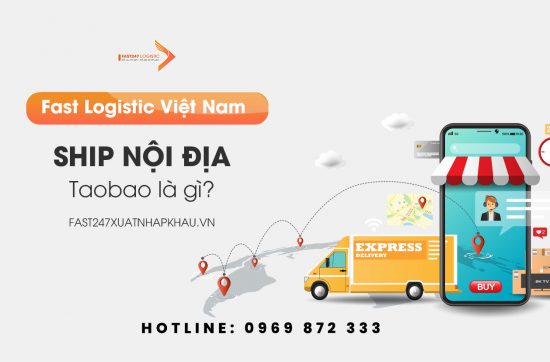 FAST247 LOGISTIC
Fast Logistic Việt Nam
SHIP NỘI ĐỊA
Taobao là gì?
FAST247XUATNHAPKHAU.VN
EXPRESS
DELIVERY
BUY
HOTLINE: 0969 872 333